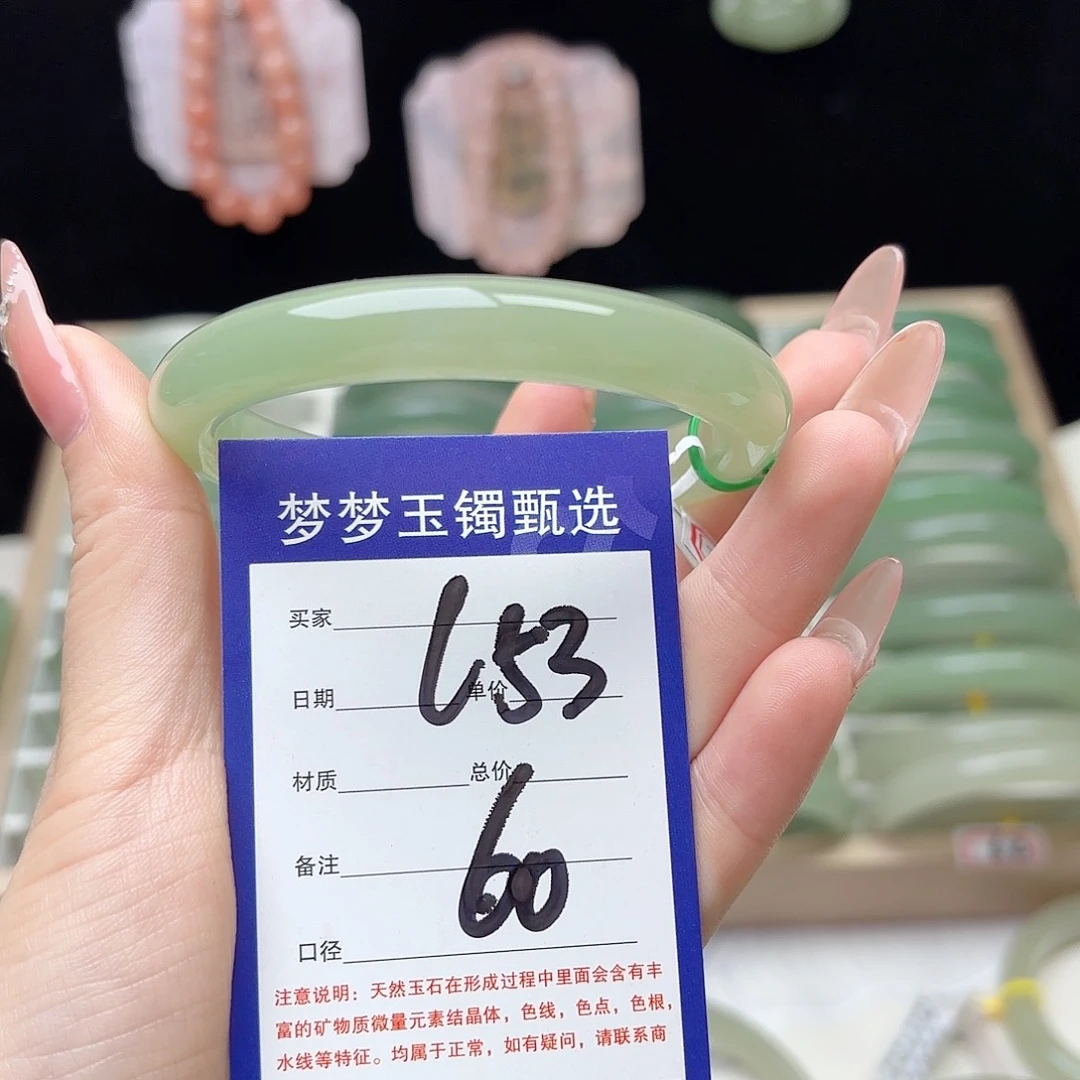 梦梦玉镯甄选
买家
L53
日期 单价
材质 总价
60
备注
口径
注意说明：天然玉石在形成过程中里面会含有丰
富的矿物质微量元素结晶体，色线，色点，色根，
水线等特征。均属于正常，如有疑问，请联系商